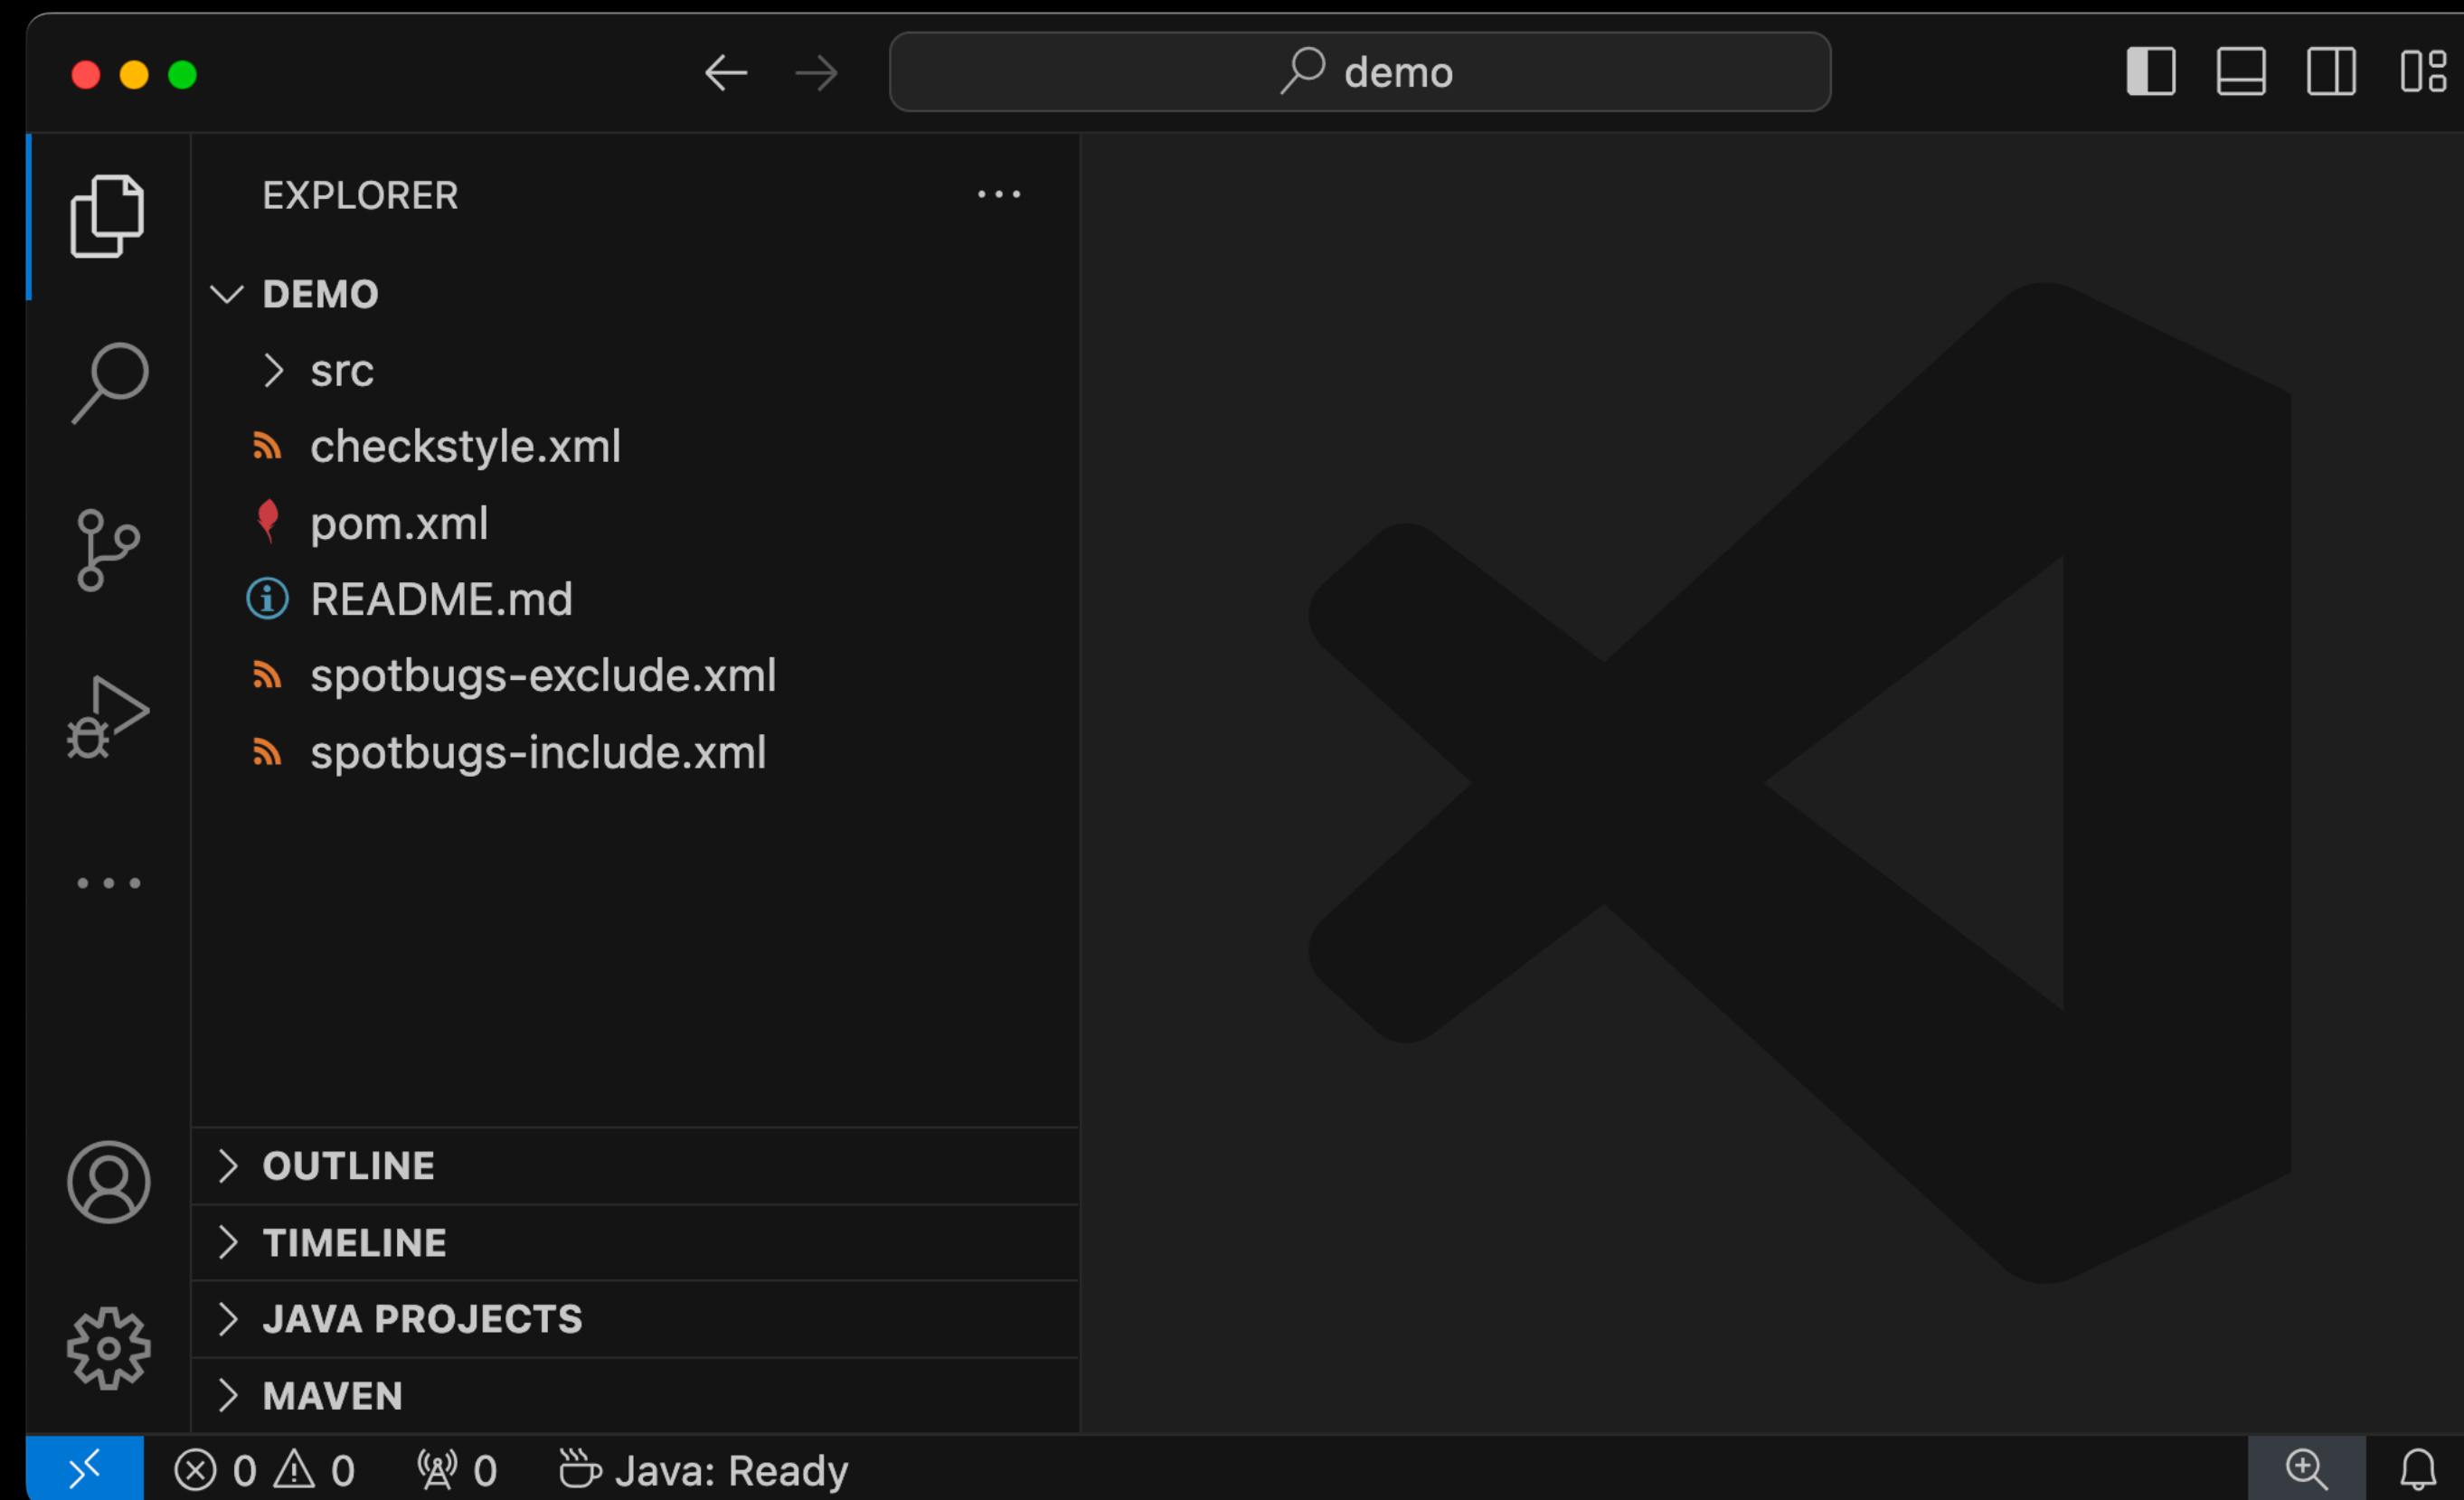 demo
EXPLORER
DEMO
src
checkstyle.xml
pom.xml
README.md
spotbugs-exclude.xml
spotbugs-include.xml
OUTLINE
TIMELINE
JAVA PROJECTS
MAVEN
0 0 0 Java: Ready